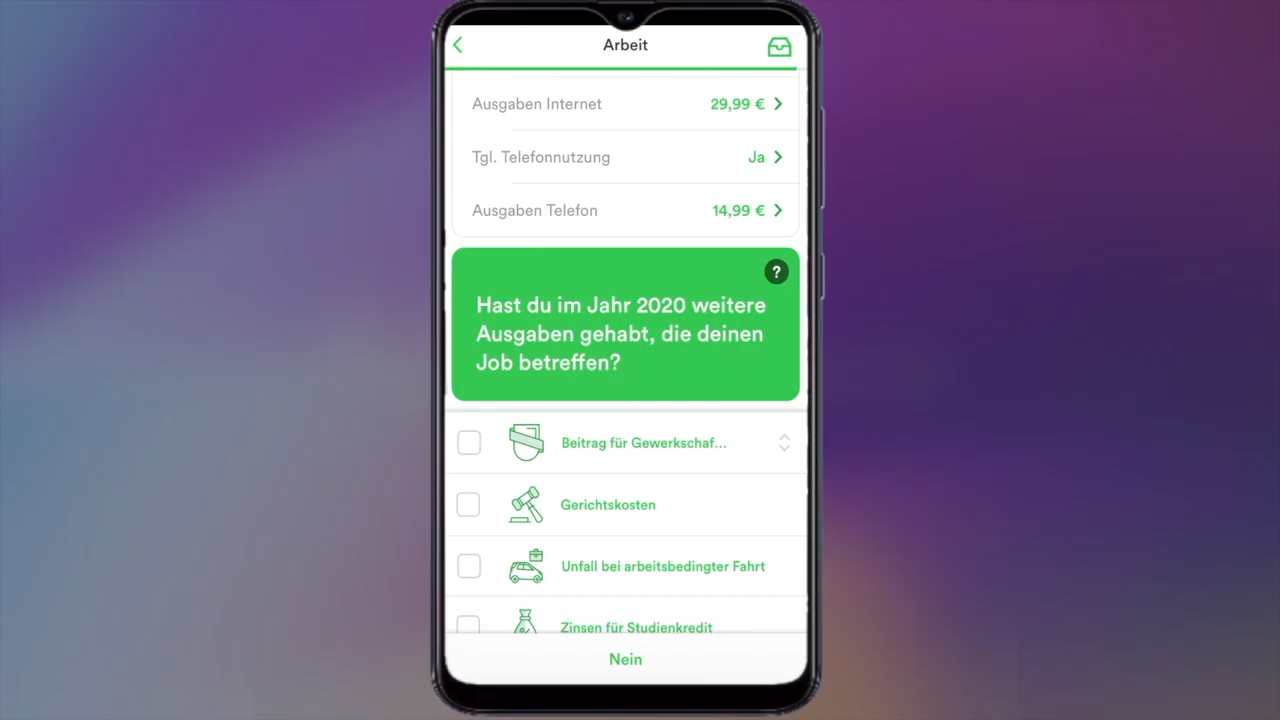 Arbeit
Ausgaben Internet 29,99 €
Tgl. Telefonnutzung Ja
Ausgaben Telefon 14,99 €
?
Hast du im Jahr 2020 weitere
Ausgaben gehabt, die deinen
Job betreffen?
Beitrag für Gewerkschaf...
Gerichtskosten
Unfall bei arbeitsbedingter Fahrt
Zinsen für Studienkredit
Nein